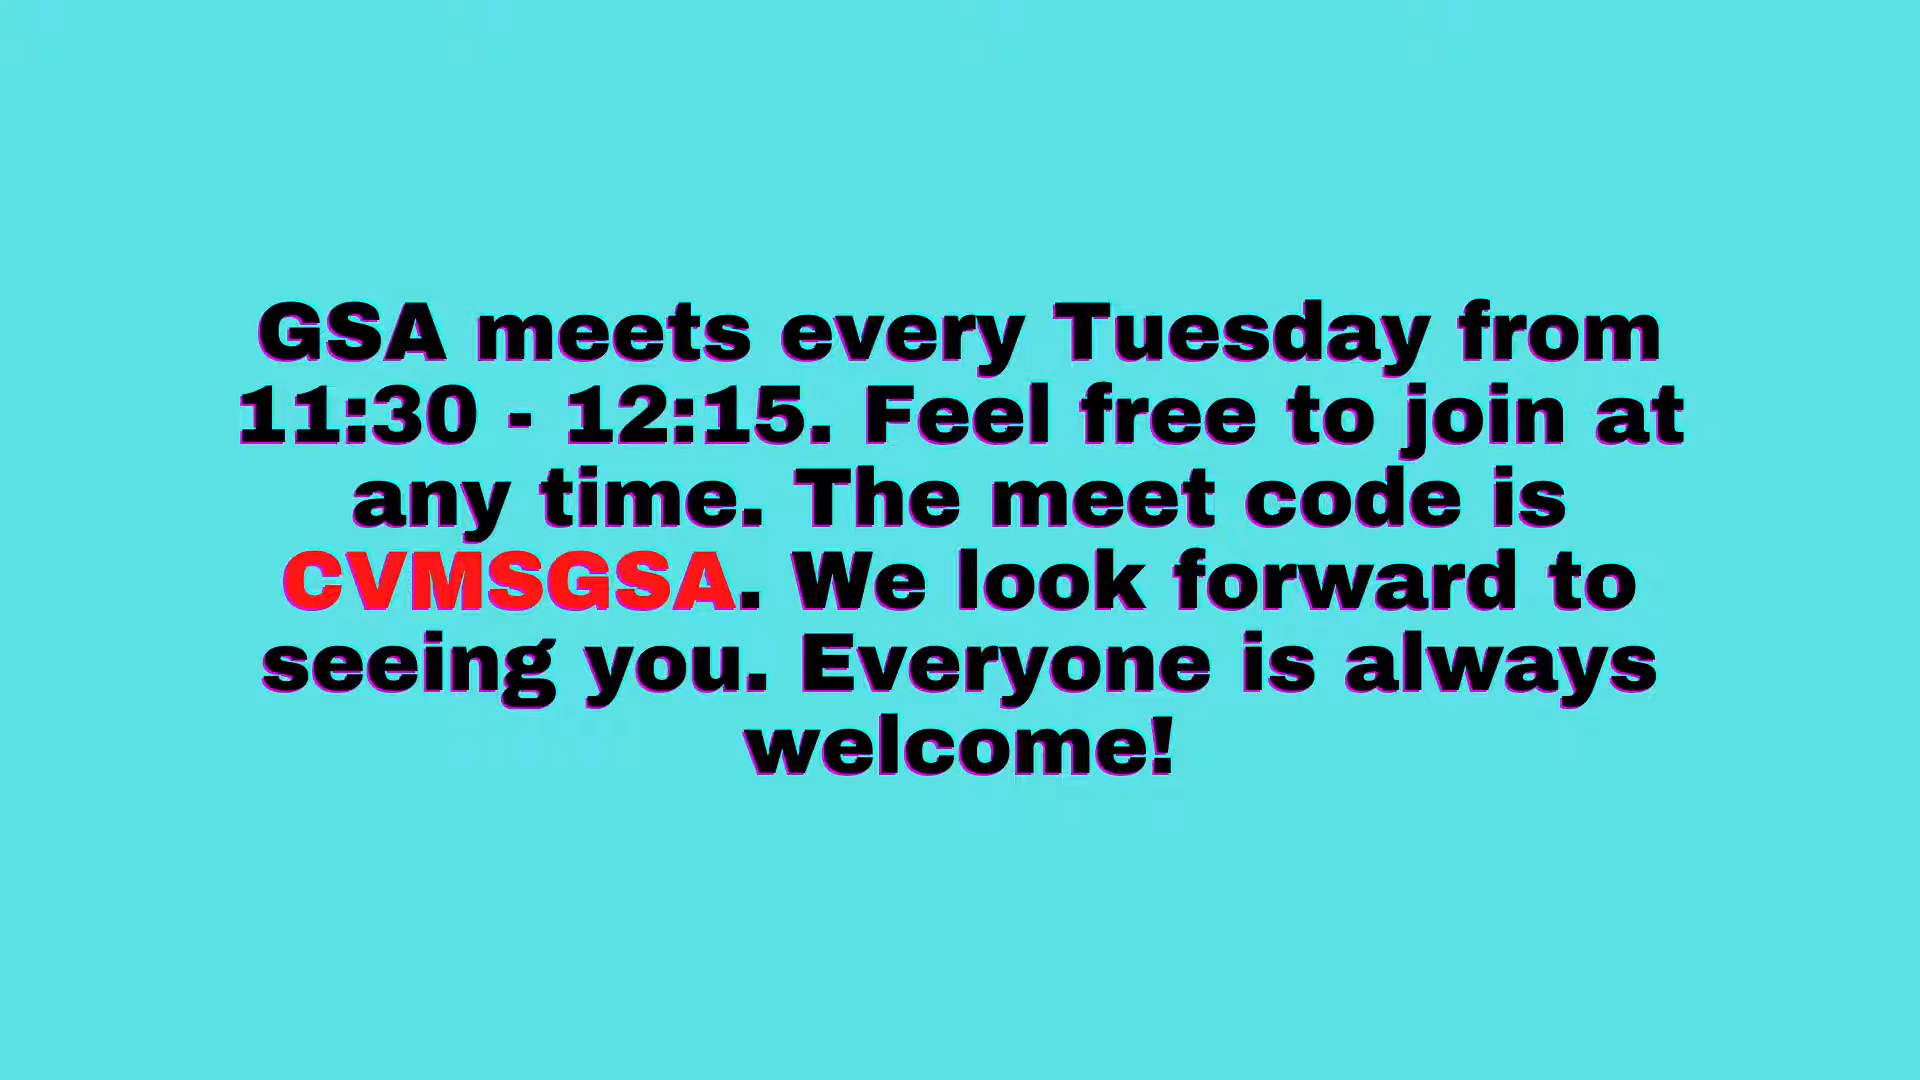 GSA meets every Tuesday from
11:30 - 12:15. Feel free to join at
any time. The meet code is
CVMSGSA. We look forward to
seeing you. Everyone is always
welcome!